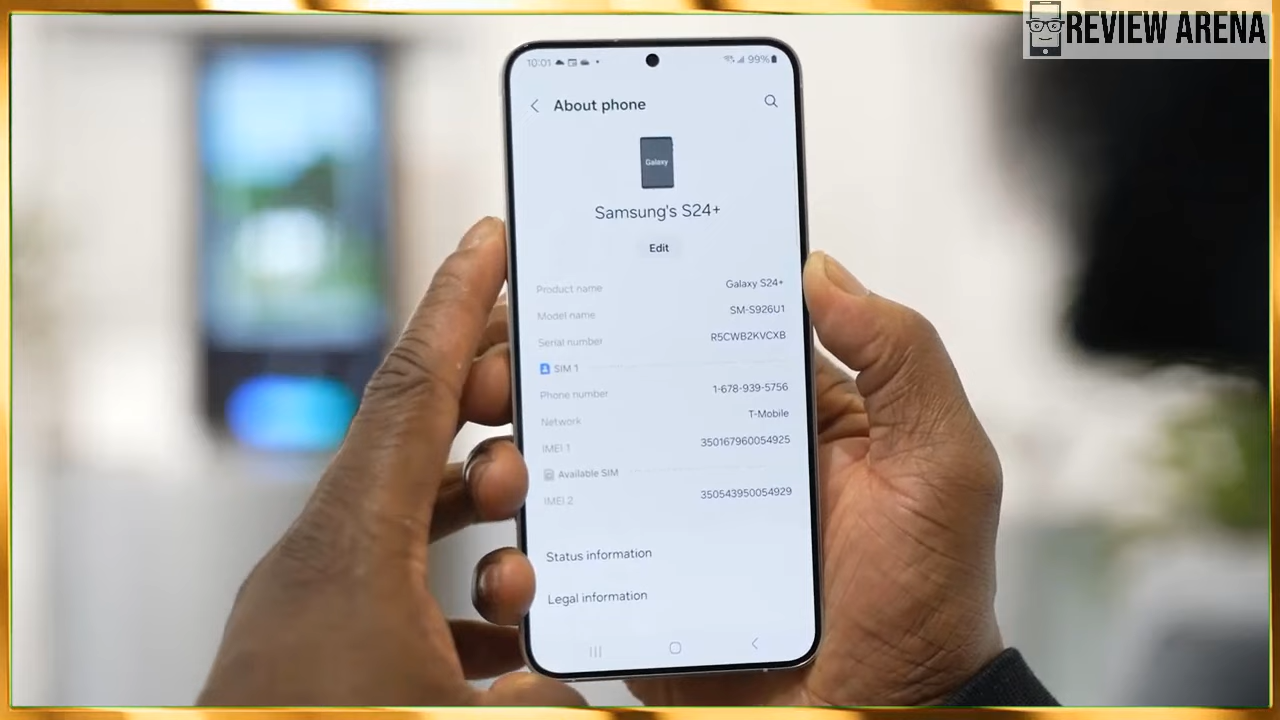 REVIEW ARENA
10:01
99%
About phone
Galaxy
Samsung's S24+
Edit
Product name Galaxy S24+
Model name SM-S926U1
Serial number R5CWB2KVCXB
SIM 1
Phone number 1-678-939-5756
Network T-Mobile
IMEI 1 350167960054925
Available SIM
IMEI 2 350543950054929
Status information
Legal information